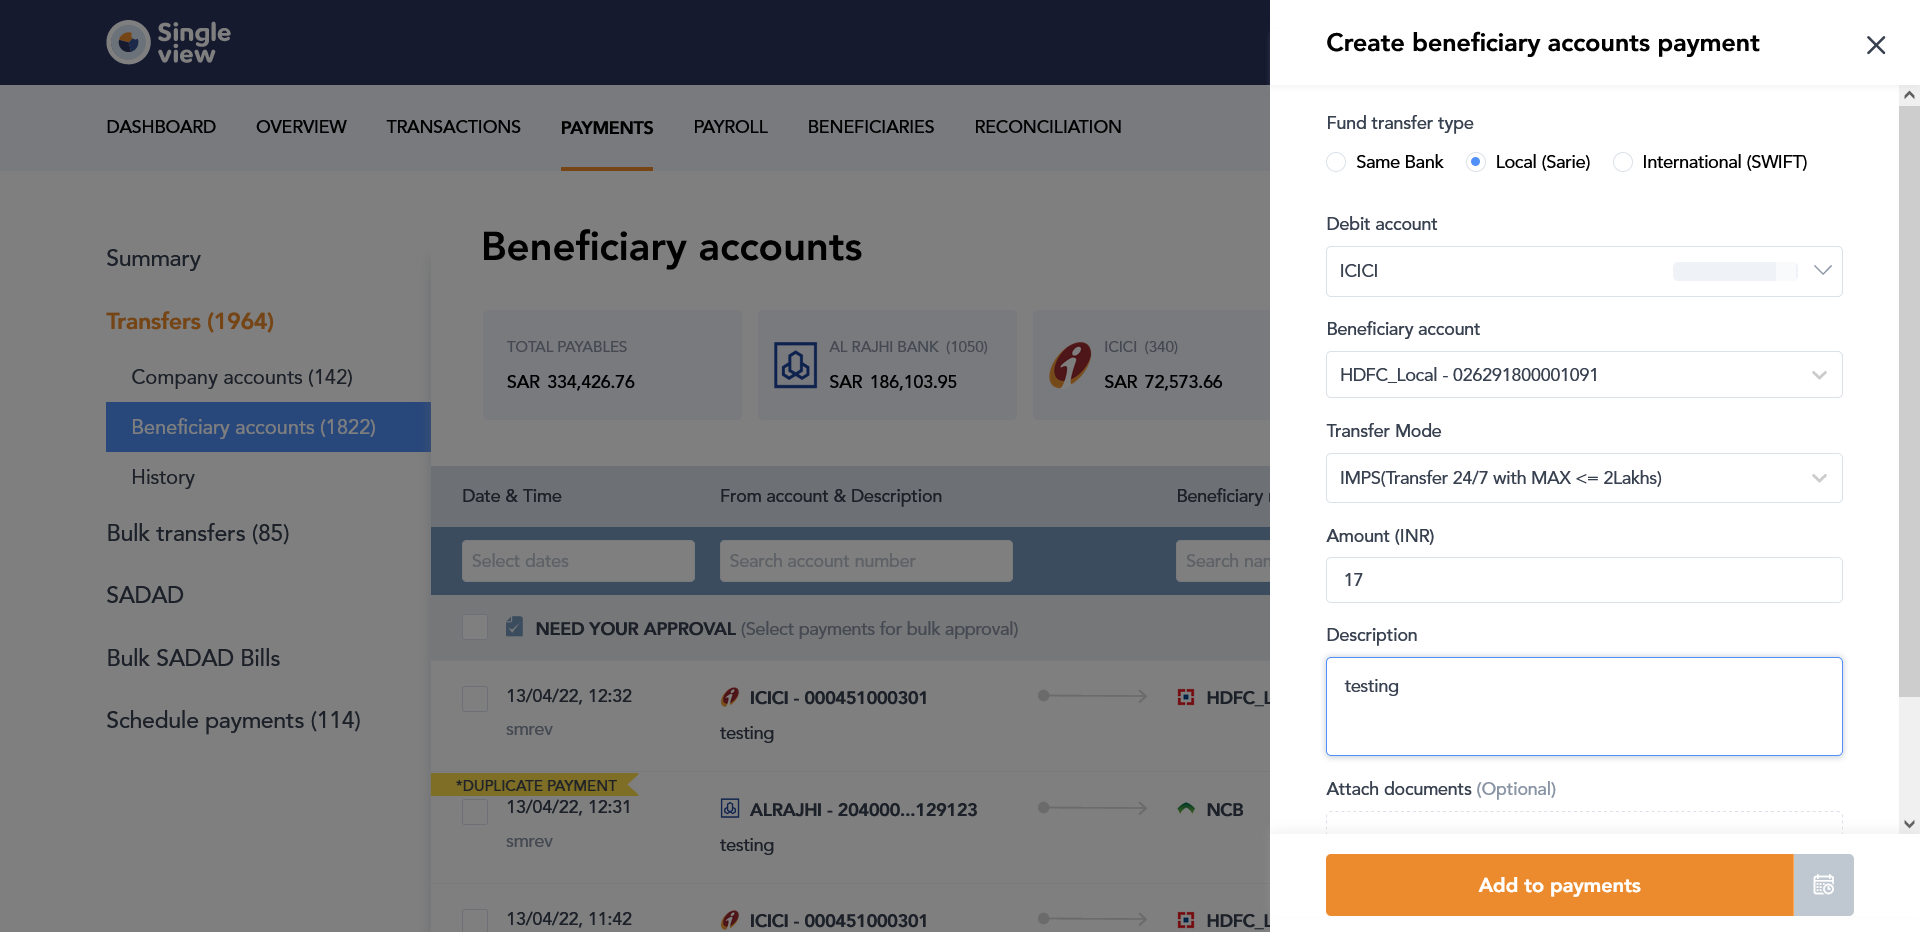 Single
view
DASHBOARD OVERVIEW TRANSACTIONS PAYMENTS PAYROLL BENEFICIARIES RECONCILIATION
Summary
Transfers (1964)
Company accounts (142)
Beneficiary accounts (1822)
History
Bulk transfers (85)
SADAD
Bulk SADAD Bills
Schedule payments (114)
Beneficiary accounts
TOTAL PAYABLES
SAR 334,426.76
AL RAJHI BANK (1050)
SAR 186,103.95
ICICI (340)
SAR 72,573.66
Date & Time From account & Description Beneficiary
Select dates Search account number Search
NEED YOUR APPROVAL (Select payments for bulk approval)
13/04/22, 12:32 ICICI - 000451000301
smrev testing
*DUPLICATE PAYMENT
13/04/22, 12:31 ALRAJHI - 204000...129123 NCB
smrev testing
13/04/22, 11:42 ICICI - 000451000301
Create beneficiary accounts payment
Fund transfer type
Same Bank Local (Sarie) International (SWIFT)
Debit account
ICICI
Beneficiary account
HDFC_Local - 026291800001091
Transfer Mode
IMPS(Transfer 24/7 with MAX <= 2Lakhs)
Amount (INR)
17
Description
testing
Attach documents (Optional)
Add to payments